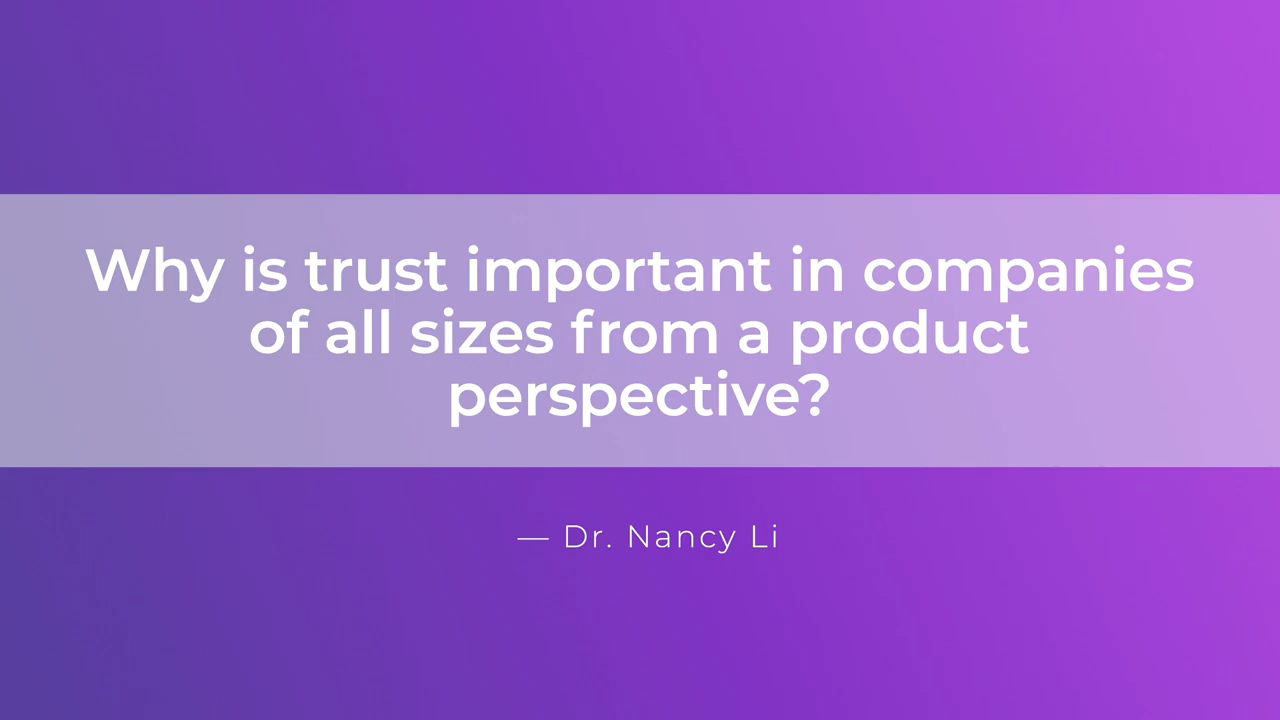 Why is trust important in companies
of all sizes from a product
perspective?
— Dr. Nancy Li